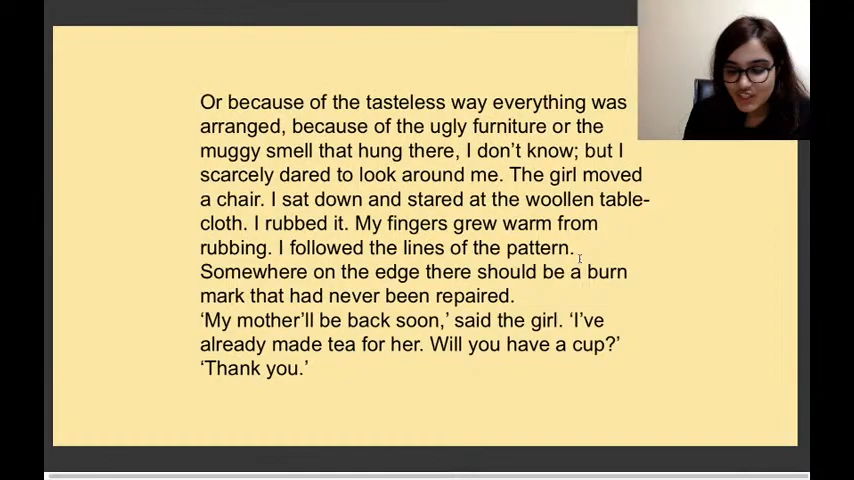 Or because of the tasteless way everything was
arranged, because of the ugly furniture or the
muggy smell that hung there, I don’t know; but I
scarcely dared to look around me. The girl moved
a chair. I sat down and stared at the woollen table-
cloth. I rubbed it. My fingers grew warm from
rubbing. I followed the lines of the pattern.
Somewhere on the edge there should be a burn
mark that had never been repaired.
‘My mother’ll be back soon,’ said the girl. ‘I’ve
already made tea for her. Will you have a cup?’
‘Thank you.’